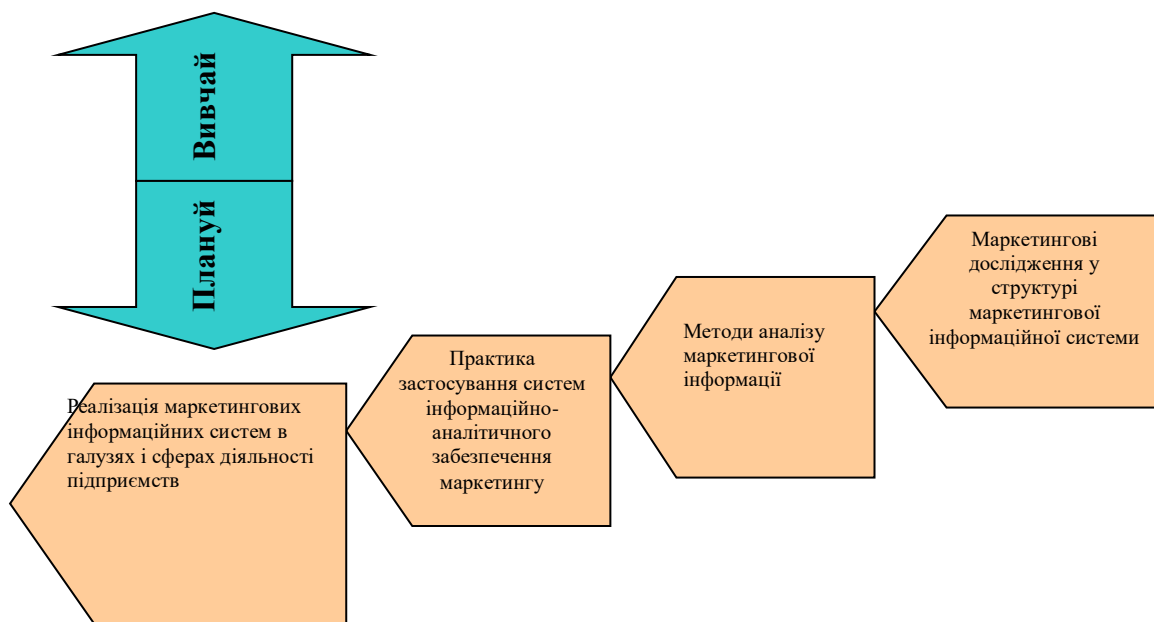 Вивчай
Плануй
Маркетингові
дослідження у
структурі
маркетингової
інформаційної системи
Методи аналізу
маркетингової
інформації
Практика
застосування систем
інформаційно-
аналітичного
забезпечення
маркетингу
Реалізація маркетингових
інформаційних систем в
галузях і сферах діяльності
підприємств